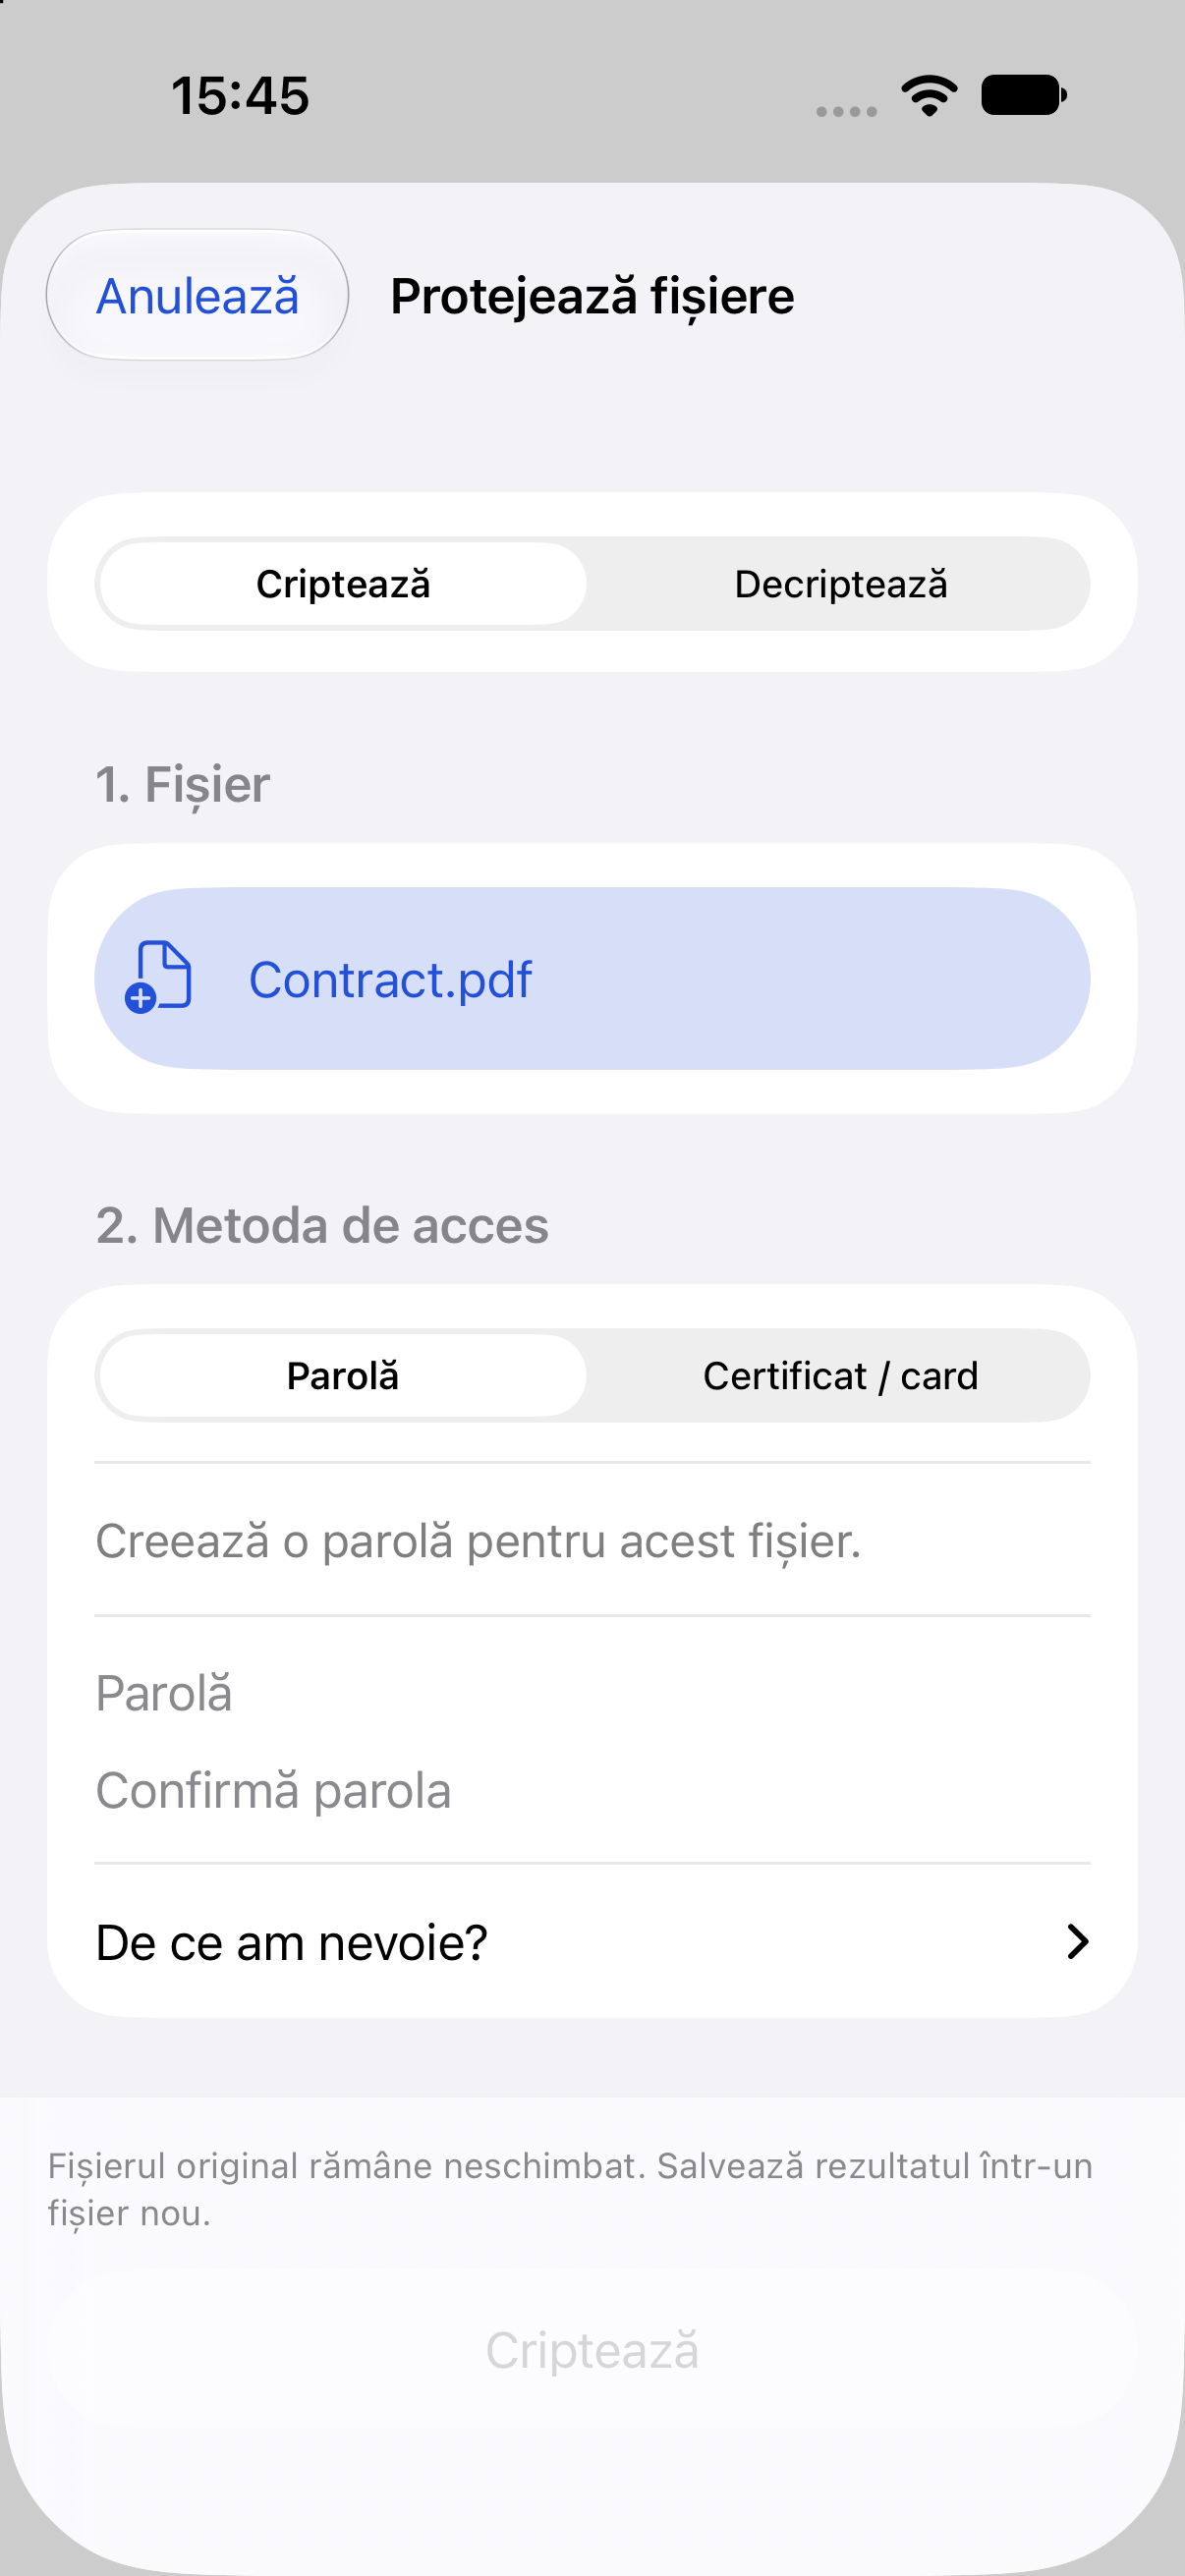 15:45
Anulează
Protejează fișiere
Criptează
Decriptează
1. Fișier
Contract.pdf
2. Metoda de acces
Parolă
Certificat / card
Creează o parolă pentru acest fișier.
Parolă
Confirmă parola
De ce am nevoie?
Fișierul original rămâne neschimbat. Salvează rezultatul într-un
fișier nou.
Criptează